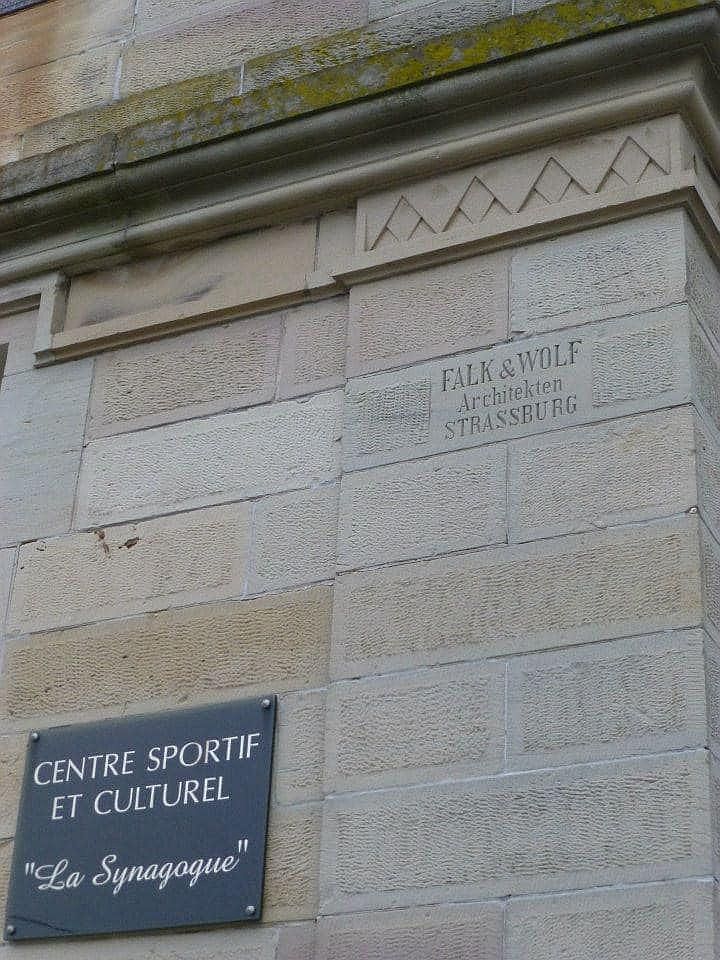 FALK & WOLF
Architekten
STRASSBURG
CENTRE SPORTIF
ET CULTUREL
"La Synagogue"